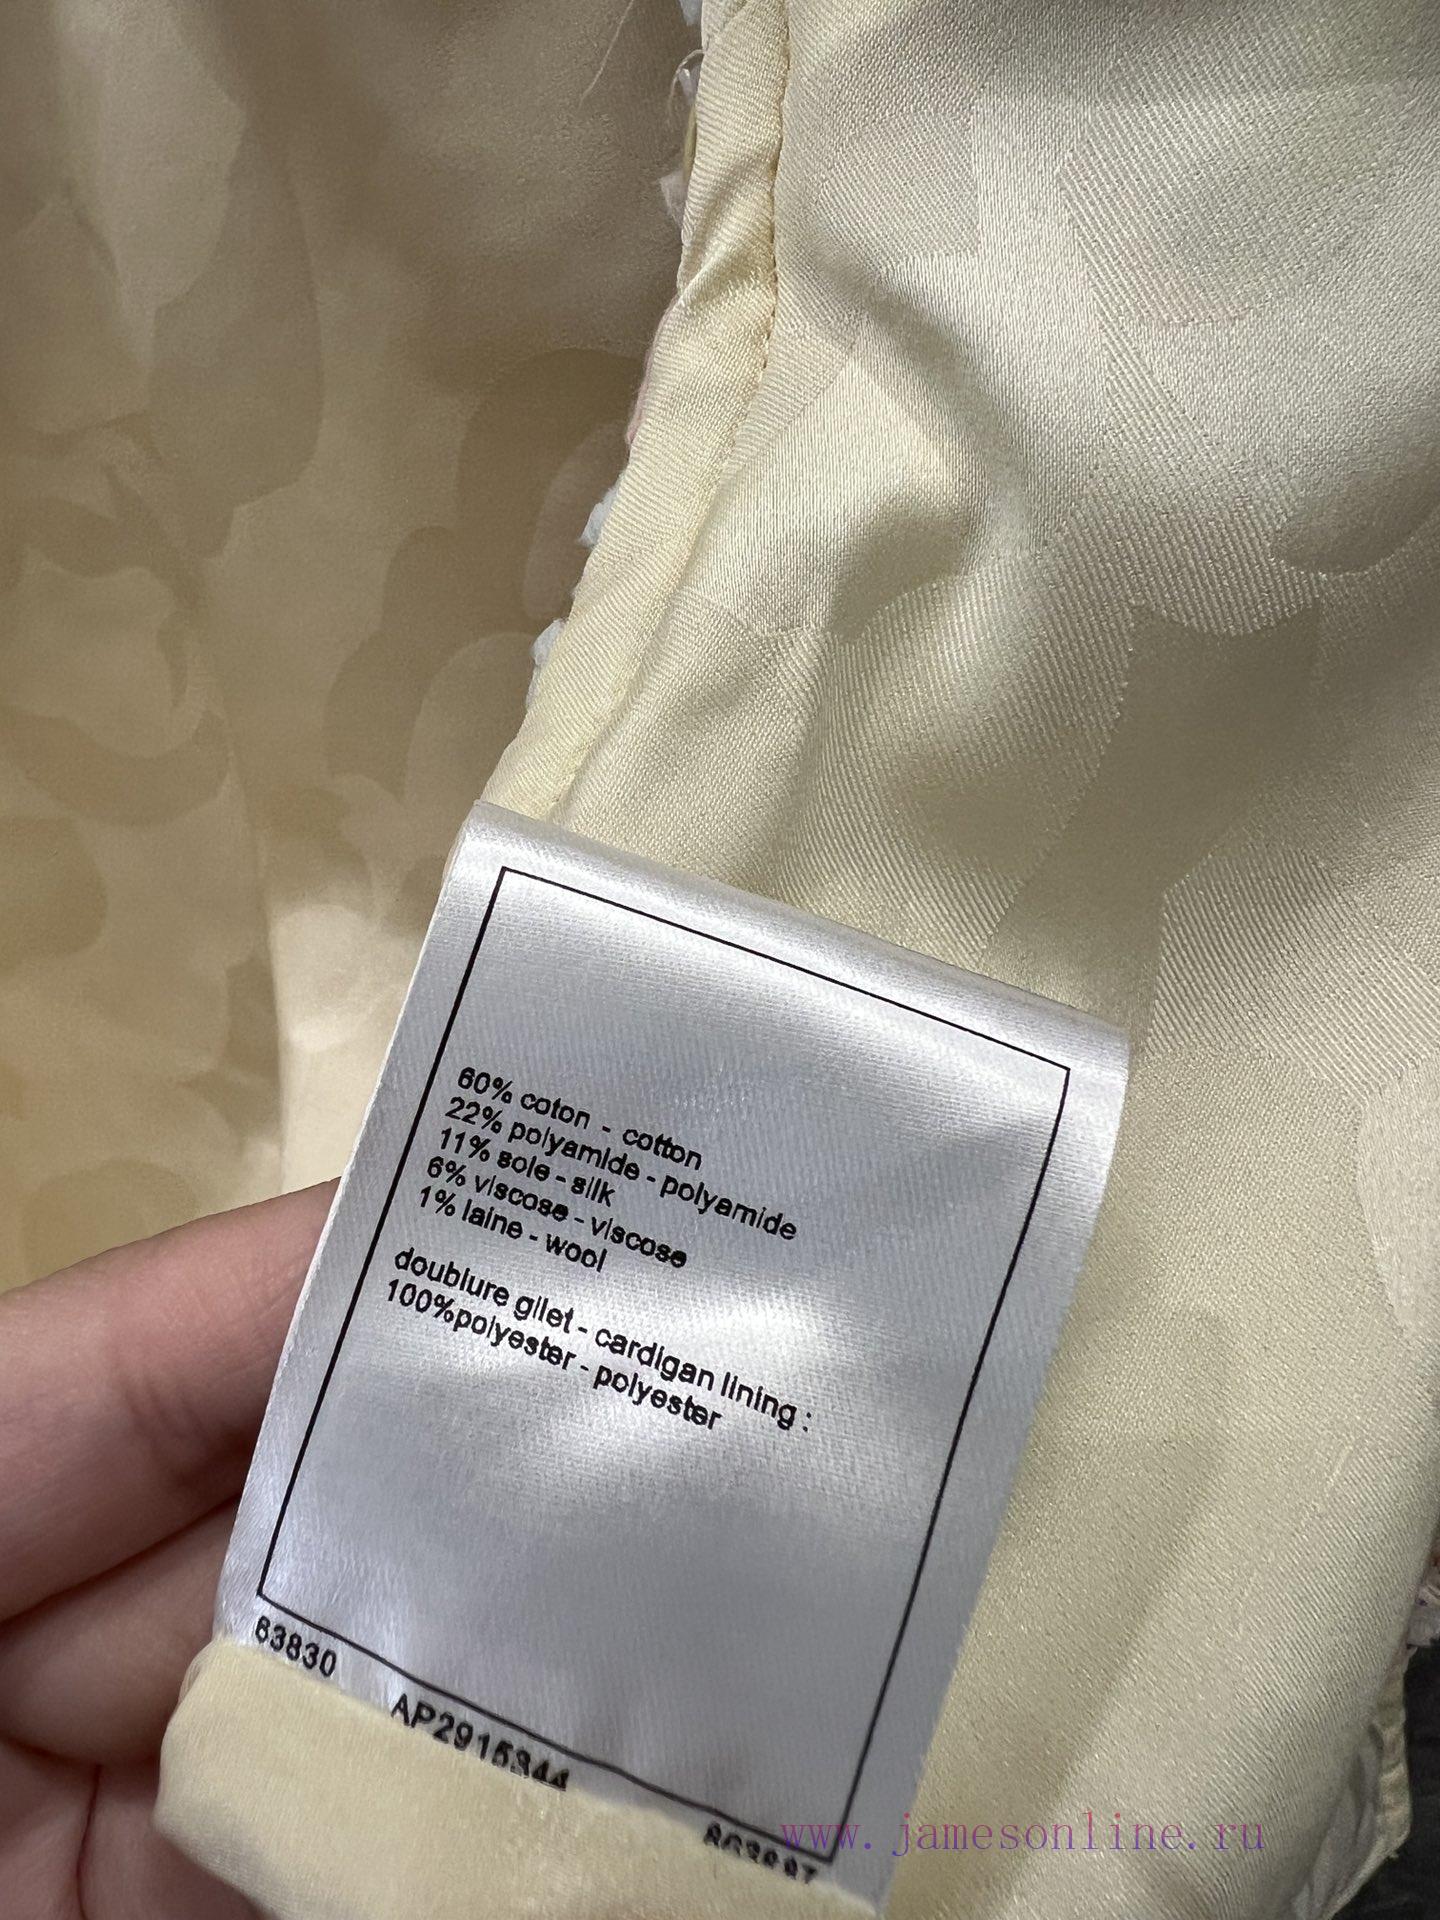 60% coton - cotton
22% polyamide - polyamide
11% soie - silk
6% viscose - viscose
1% laine - wool
doublure gilet - cardigan lining :
100%polyester - polyester
63830
AP2915344
www.jamesonline.ru